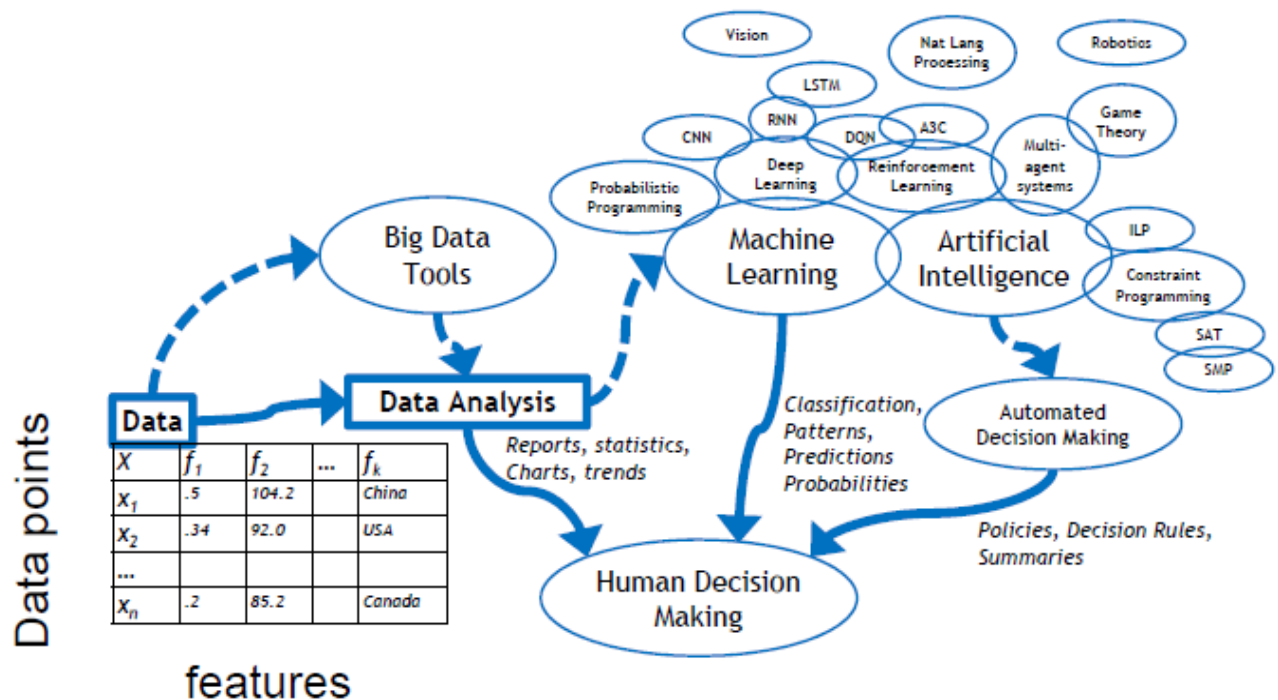 Vision
Nat Lang
Processing
Robotics
LSTM
RNN
CNN
DQN
A3C
Game
Theory
Multi-
agent
systems
Deep
Learning
Reinforcement
Learning
Probabilistic
Programming
Big Data
Tools
Machine
Learning
Artificial
Intelligence
ILP
Constraint
Programming
SAT
SMP
Data
Data Analysis
Automated
Decision Making
Classification,
Patterns,
Predictions
Probabilities
Reports, statistics,
Charts, trends
Policies, Decision Rules,
Summaries
Human Decision
Making
Data points
X f1 f2 ... fk
x1 .5 104.2 China
x2 .34 92.0 USA
...
xn .2 85.2 Canada
features